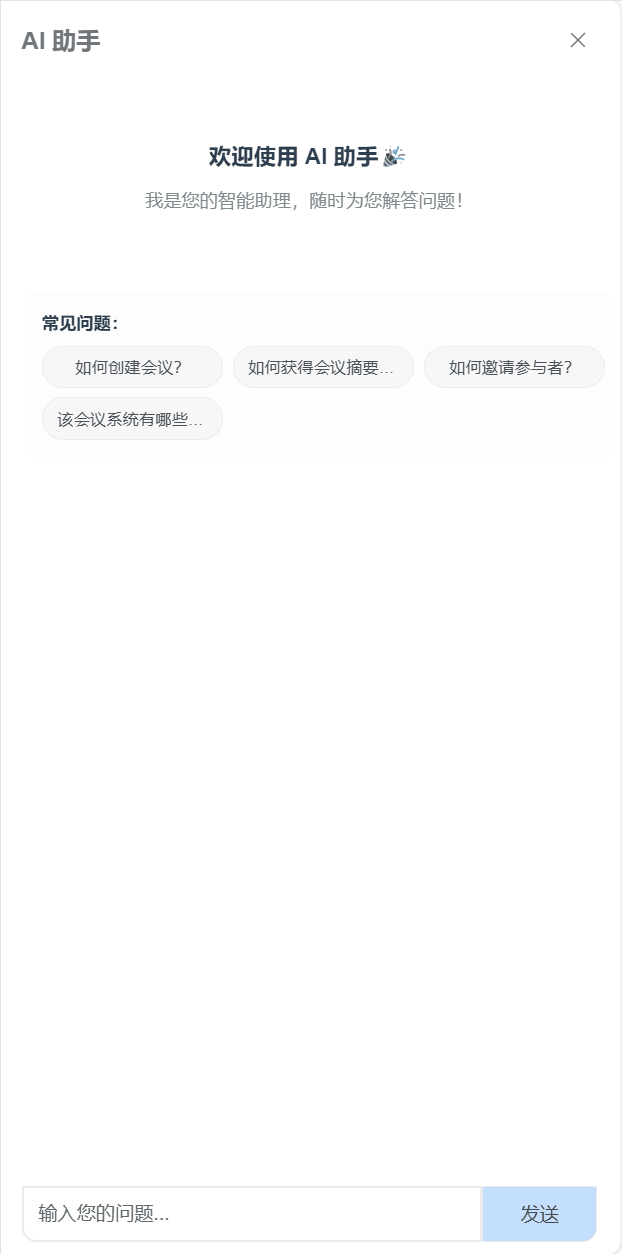 AI 助手
欢迎使用 AI 助手🎉
我是您的智能助理，随时为您解答问题！
常见问题：
如何创建会议？
如何获得会议摘要...
如何邀请参与者？
该会议系统有哪些...
输入您的问题...
发送